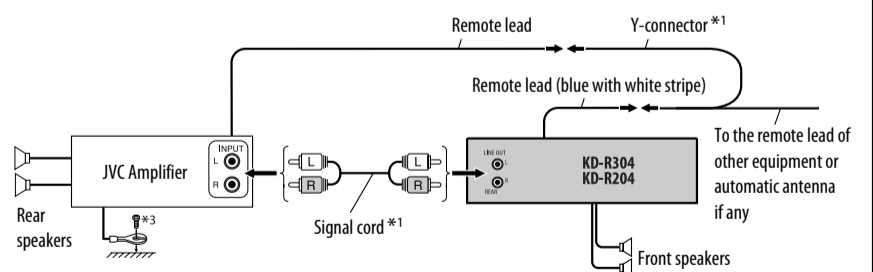 Remote lead
Y-connector *1
Remote lead (blue with white stripe)
To the remote lead of
other equipment or
automatic antenna
if any
JVC Amplifier
INPUT
L
R
L
R
L
R
LINE OUT
L
R
REAR
KD-R304
KD-R204
Rear
speakers
*3
Signal cord *1
Front speakers